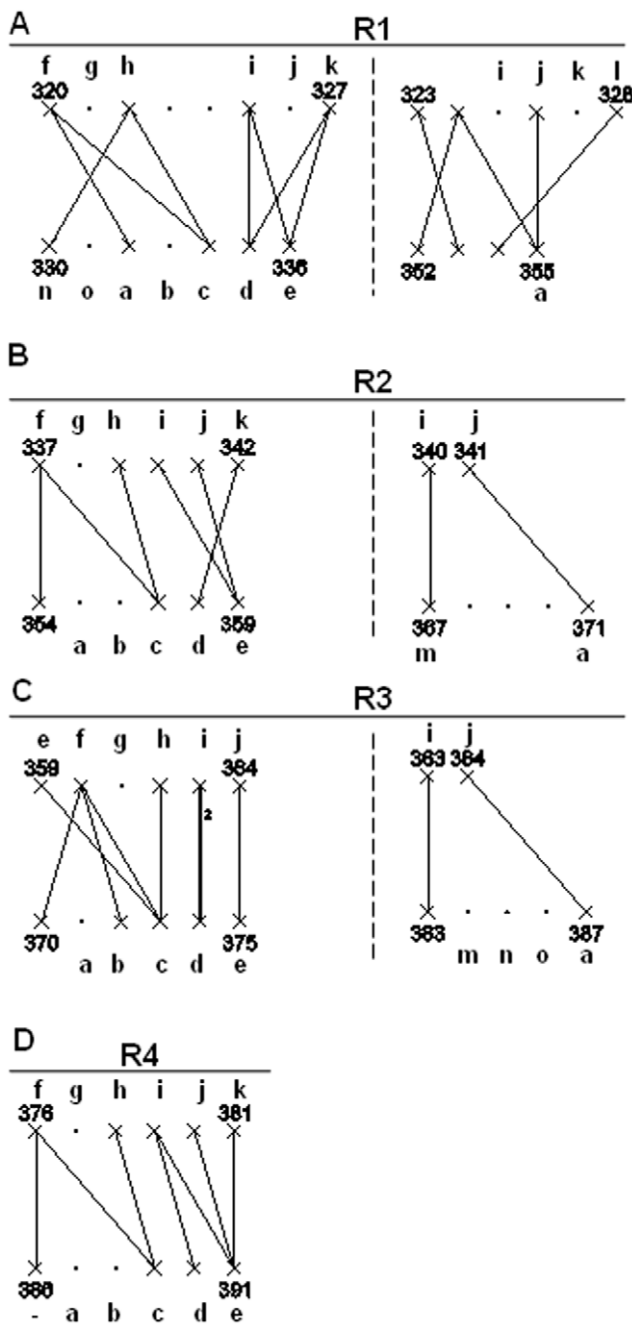 A
R1
f g h i j k i j k l
320 327 323 328
330 336 352 355
n o a b c d e a
B
R2
f g h i j k i j
337 342 340 341
354 359 367 371
a b c d e m a
C
R3
e f g h i j i j
359 364 363 364
2
370 375 383 387
a b c d e m n o a
D
R4
f g h i j k
376 381
386 391
- a b c d e